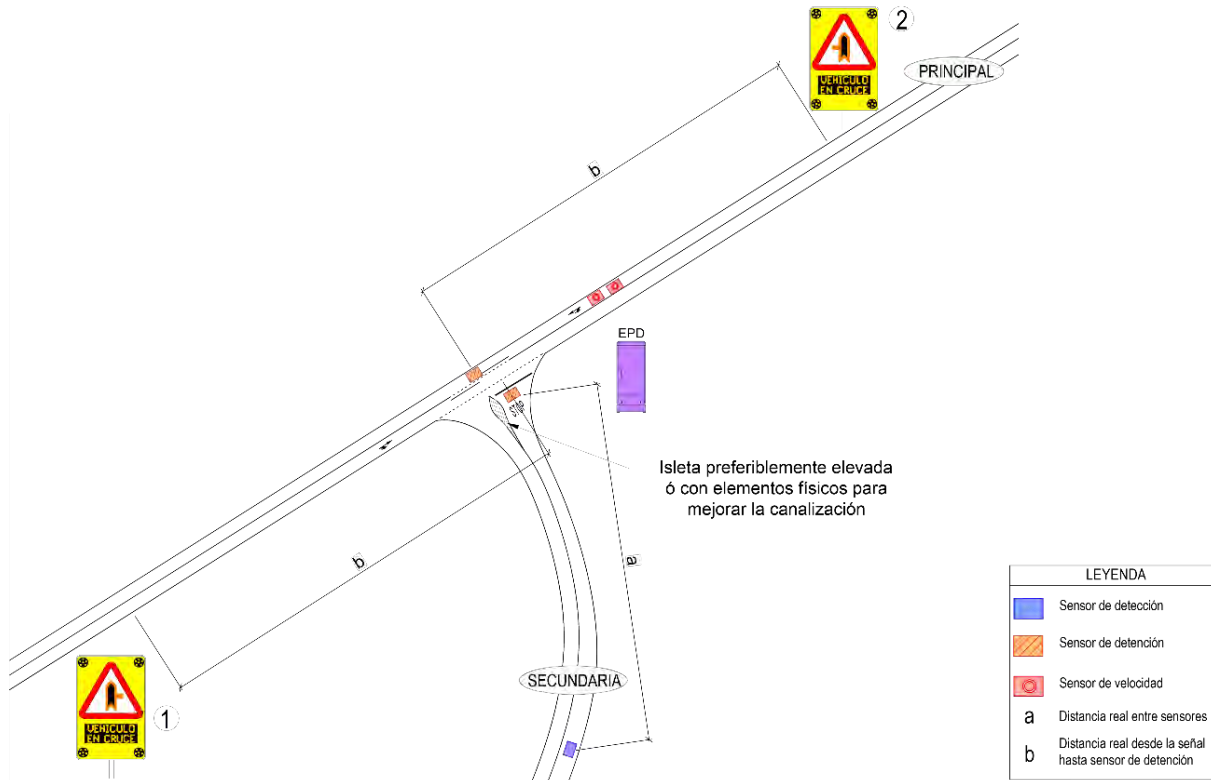 2
PRINCIPAL
VEHICULO
EN CRUCE
b
EPD
STOP
Isleta preferiblemente elevada
ó con elementos físicos para
mejorar la canalización
b
a
SECUNDARIA
VEHICULO
EN CRUCE
1
LEYENDA
Sensor de detección
Sensor de detención
Sensor de velocidad
a Distancia real entre sensores
b Distancia real desde la señal
hasta sensor de detención